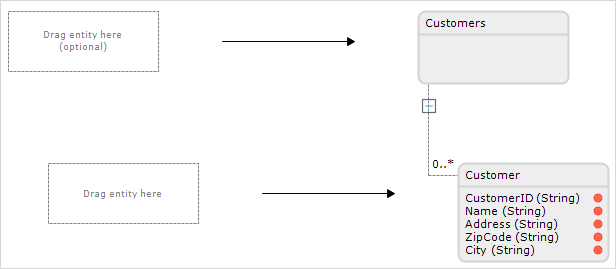 Drag entity here
(optional)
Customers
0..*
Drag entity here
Customer
CustomerID (String)
Name (String)
Address (String)
ZipCode (String)
City (String)